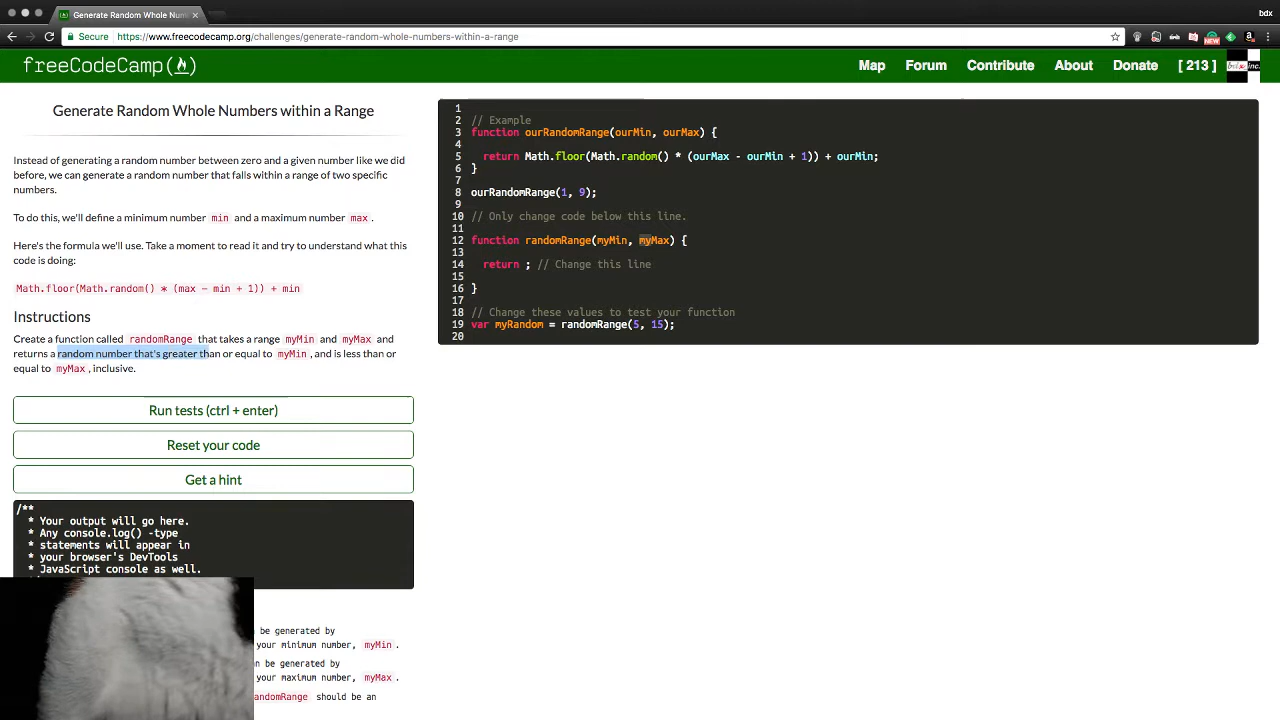 Generate Random Whole Num
bdx
Secure
https://www.freecodecamp.org/challenges/generate-random-whole-numbers-within-a-range
NEW
freeCodeCamp
Map
Forum
Contribute
About
Donate
[ 213 ]
inc.
Generate Random Whole Numbers within a Range
Instead of generating a random number between zero and a given number like we did
before, we can generate a random number that falls within a range of two specific
numbers.
To do this, we'll define a minimum number min and a maximum number max .
Here's the formula we'll use. Take a moment to read it and try to understand what this
code is doing:
Math.floor(Math.random() * (max - min + 1)) + min
Instructions
Create a function called randomRange that takes a range myMin and myMax and
returns a random number that's greater than or equal to myMin , and is less than or
equal to myMax , inclusive.
Run tests (ctrl + enter)
Reset your code
Get a hint
/**
* Your output will go here.
* Any console.log() -type
* statements will appear in
* your browser's DevTools
* JavaScript console as well.
n be generated by
your minimum number, myMin .
an be generated by
your maximum number, myMax .
andomRange should be an
1
2 // Example
3 function ourRandomRange(ourMin, ourMax) {
4
5 return Math.floor(Math.random() * (ourMax - ourMin + 1)) + ourMin;
6 }
7
8 ourRandomRange(1, 9);
9
10 // Only change code below this line.
11
12 function randomRange(myMin, myMax) {
13
14 return ; // Change this line
15
16 }
17
18 // Change these values to test your function
19 var myRandom = randomRange(5, 15);
20